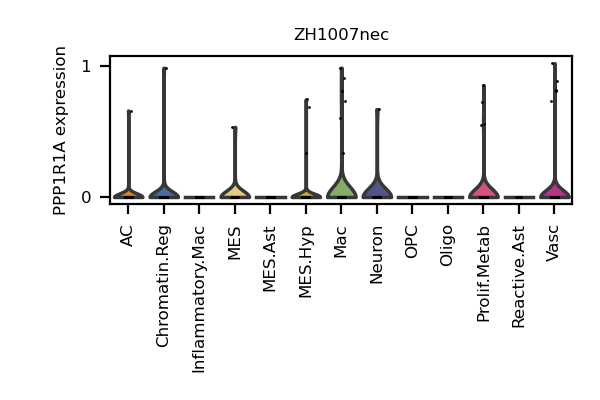 ZH1007nec
PPP1R1A expression
1
0
AC
Chromatin.Reg
Inflammatory.Mac
MES
MES.Ast
MES.Hyp
Mac
Neuron
OPC
Oligo
Prolif.Metab
Reactive.Ast
Vasc